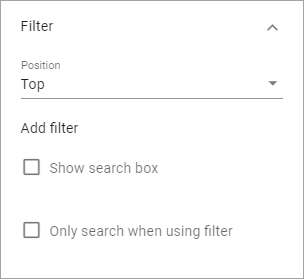 Filter
Position
Top
Add filter
Show search box
Only search when using filter